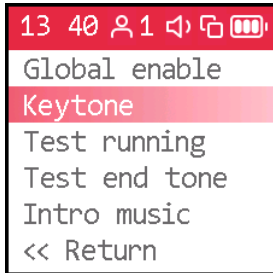 13 40 1
Global enable
Keytone
Test running
Test end tone
Intro music
<< Return